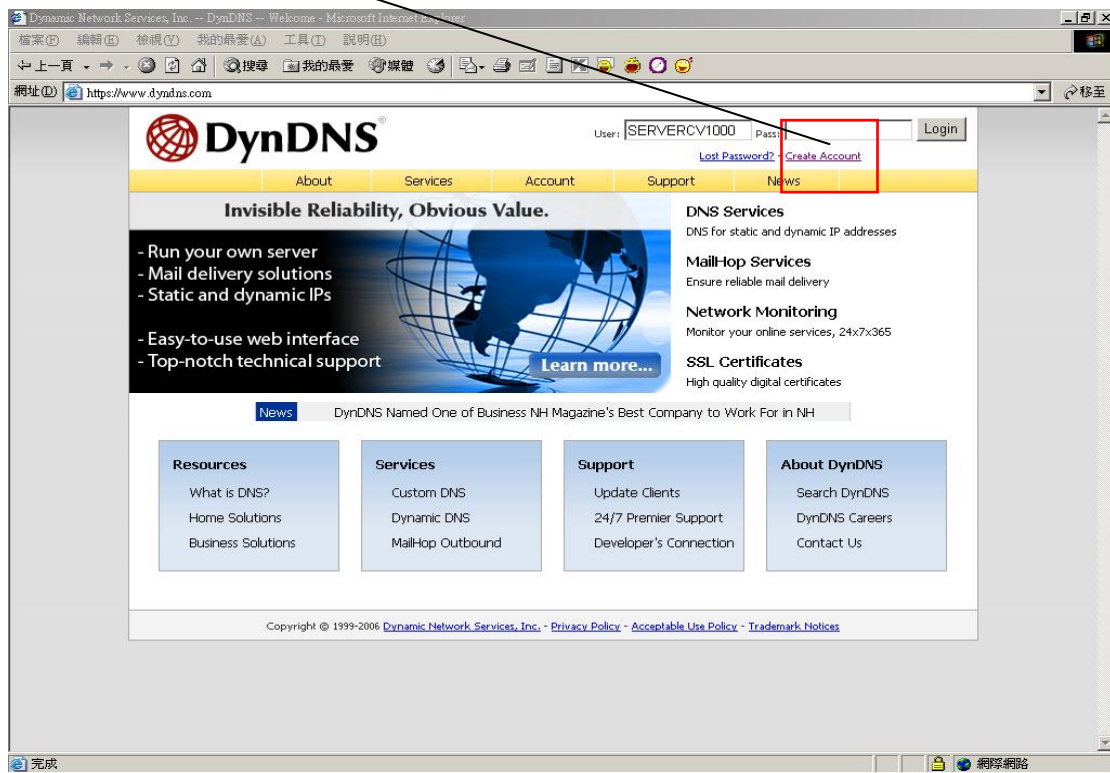 Dynamic Network Services, Inc. -- DynDNS -- Welcome - Microsoft Internet Explorer
檔案(F) 編輯(E) 檢視(V) 我的最愛(A) 工具(T) 說明(H)
上一頁 搜尋 我的最愛 媒體
網址(D) https://www.dyndns.com 移至
DynDNS®
User: SERVERCV1000 Pass: Login
Lost Password? - Create Account
About Services Account Support News
Invisible Reliability, Obvious Value.
- Run your own server
- Mail delivery solutions
- Static and dynamic IPs
- Easy-to-use web interface
- Top-notch technical support
Learn more...
DNS Services
DNS for static and dynamic IP addresses
MailHop Services
Ensure reliable mail delivery
Network Monitoring
Monitor your online services, 24x7x365
SSL Certificates
High quality digital certificates
News DynDNS Named One of Business NH Magazine's Best Company to Work For in NH
Resources
What is DNS?
Home Solutions
Business Solutions
Services
Custom DNS
Dynamic DNS
MailHop Outbound
Support
Update Clients
24/7 Premier Support
Developer's Connection
About DynDNS
Search DynDNS
DynDNS Careers
Contact Us
Copyright © 1999-2006 Dynamic Network Services, Inc. - Privacy Policy - Acceptable Use Policy - Trademark Notices
完成 網際網路